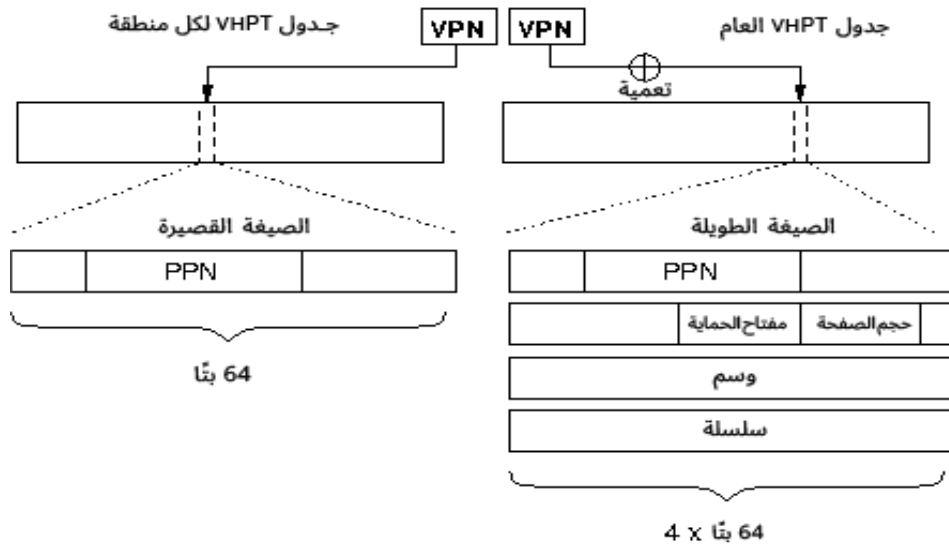 جدول VHPT العام
VPN
VPN
جدول VHPT لكل منطقة
تعمية
الصيغة الطويلة
الصيغة القصيرة
PPN
PPN
حجم الصفحة
مفتاح الحماية
وسم
سلسلة
64 بتًا
64 بتًا x 4